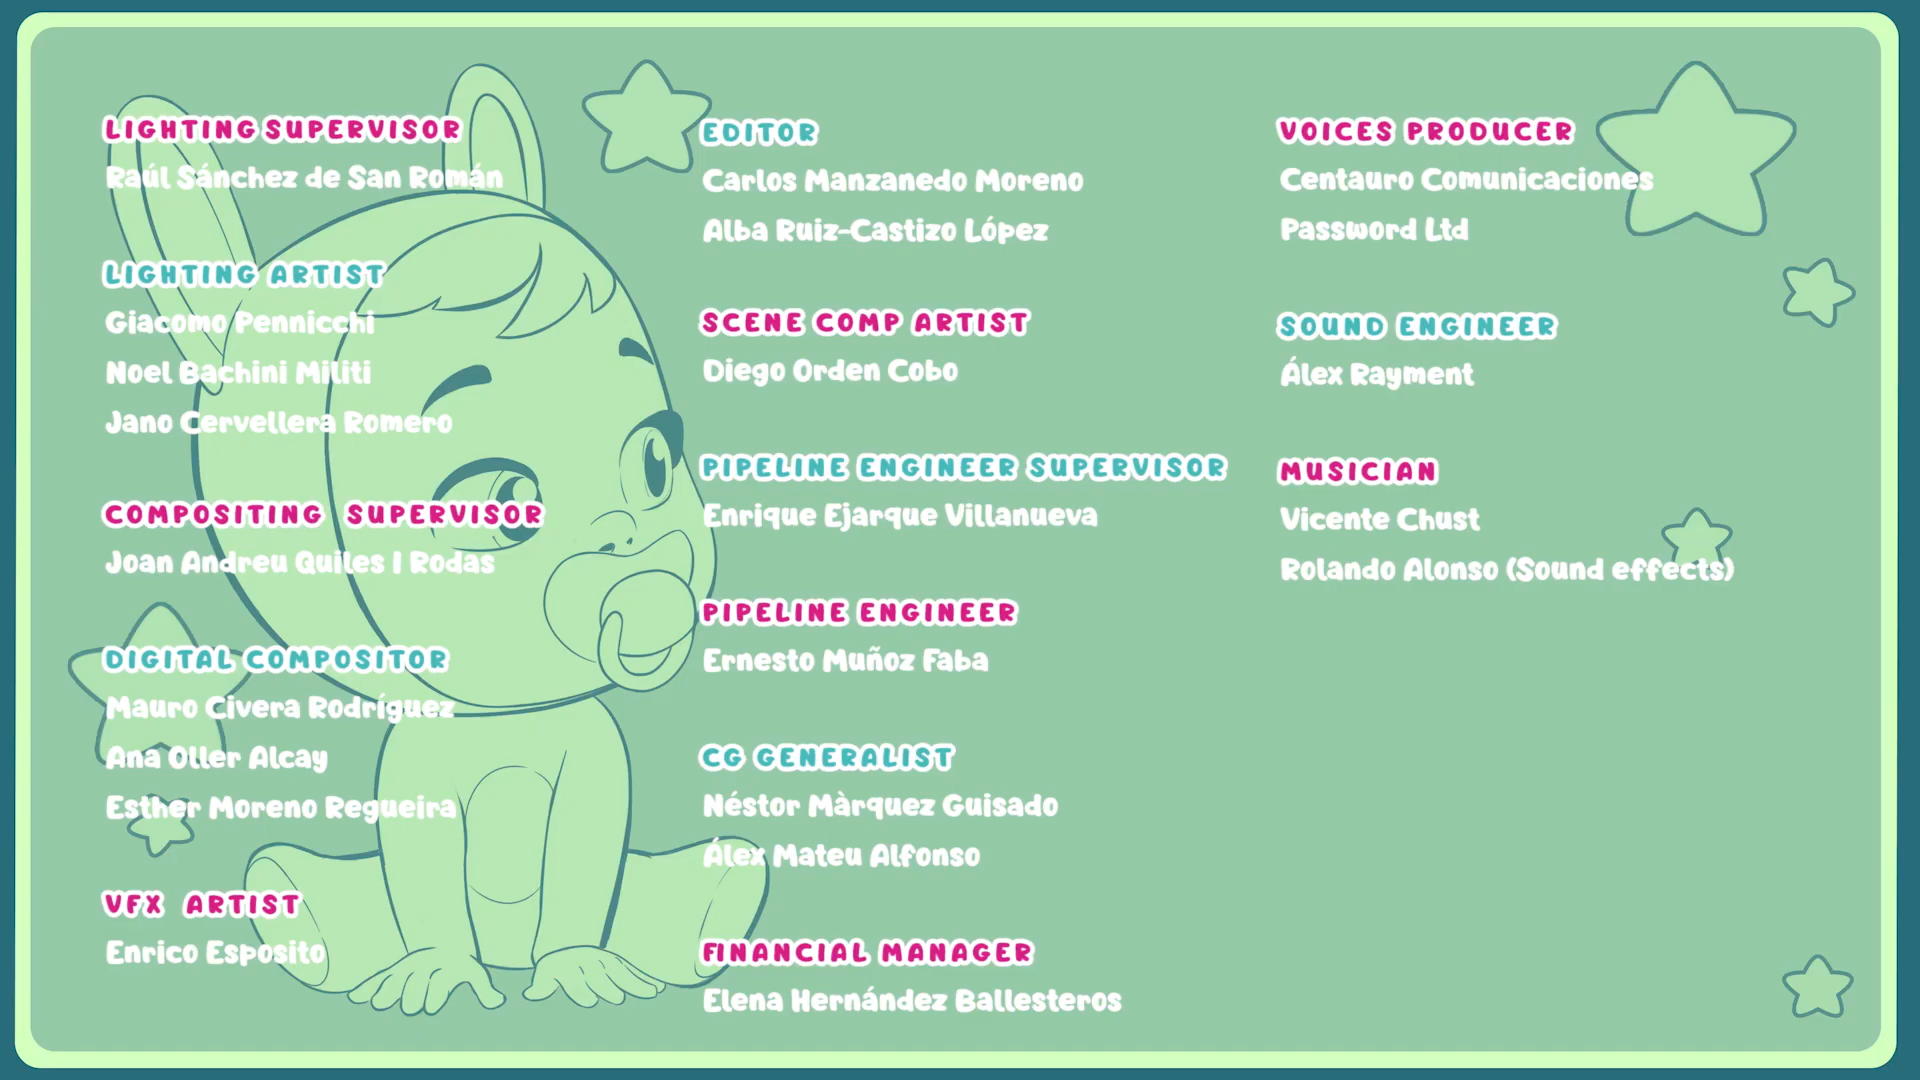 LIGHTING SUPERVISOR
Raúl Sánchez de San Román
LIGHTING ARTIST
Giacomo Pennicchi
Noel Bachini Militi
Jano Cervellera Romero
COMPOSITING SUPERVISOR
Joan Andreu Quiles I Rodas
DIGITAL COMPOSITOR
Mauro Civera Rodríguez
Ana Oller Alcay
Esther Moreno Regueira
VFX ARTIST
Enrico Esposito
EDITOR
Carlos Manzanedo Moreno
Alba Ruiz-Castizo López
SCENE COMP ARTIST
Diego Orden Cobo
PIPELINE ENGINEER SUPERVISOR
Enrique Ejarque Villanueva
PIPELINE ENGINEER
Ernesto Muñoz Faba
CG GENERALIST
Néstor Màrquez Guisado
Álex Mateu Alfonso
FINANCIAL MANAGER
Elena Hernández Ballesteros
VOICES PRODUCER
Centauro Comunicaciones
Password Ltd
SOUND ENGINEER
Álex Rayment
MUSICIAN
Vicente Chust
Rolando Alonso (Sound effects)